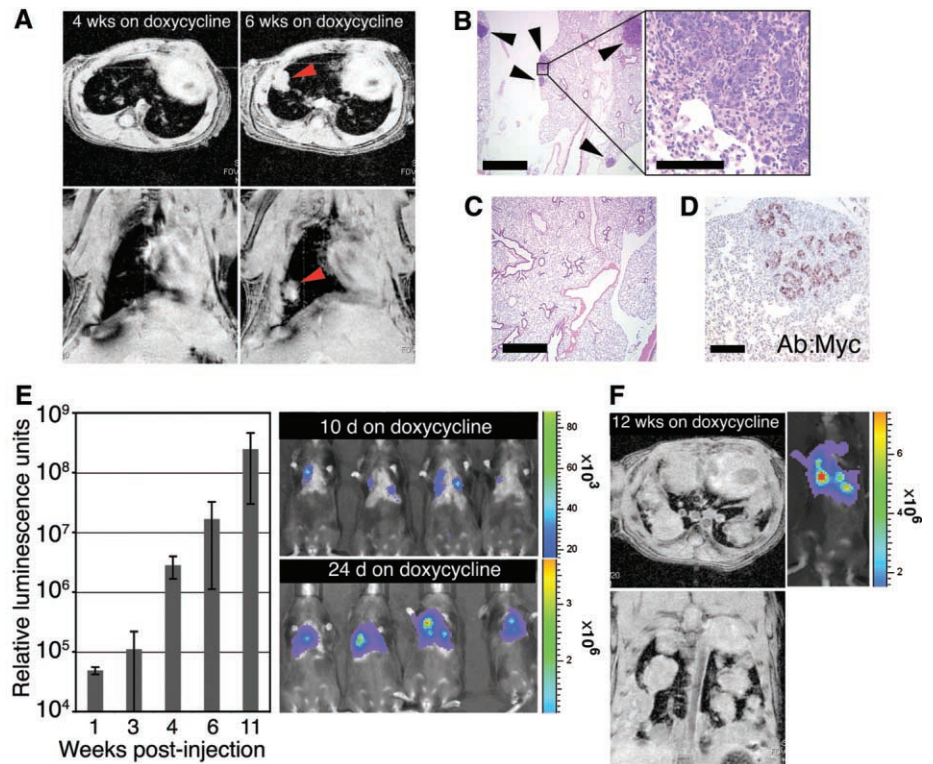 A
4 wks on doxycycline
6 wks on doxycycline
B
C
D
Ab:Myc
E
Relative luminescence units
10⁹
10⁸
10⁷
10⁶
10⁵
10⁴
1 3 4 6 11
Weeks post-injection
10 d on doxycycline
80
60
40
20
x10³
24 d on doxycycline
3
2
x10⁶
F
12 wks on doxycycline
6
4
2
x10⁶